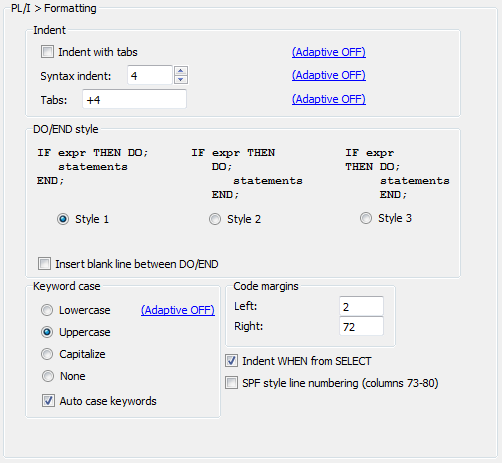 PL/I > Formatting
Indent
Indent with tabs (Adaptive OFF)
Syntax indent: 4 (Adaptive OFF)
Tabs: +4 (Adaptive OFF)
DO/END style
IF expr THEN DO;
statements
END;
IF expr THEN
DO;
statements
END;
IF expr
THEN DO;
statements
END;
Style 1 Style 2 Style 3
Insert blank line between DO/END
Keyword case
Lowercase (Adaptive OFF)
Uppercase
Capitalize
None
Auto case keywords
Code margins
Left: 2
Right: 72
Indent WHEN from SELECT
SPF style line numbering (columns 73-80)